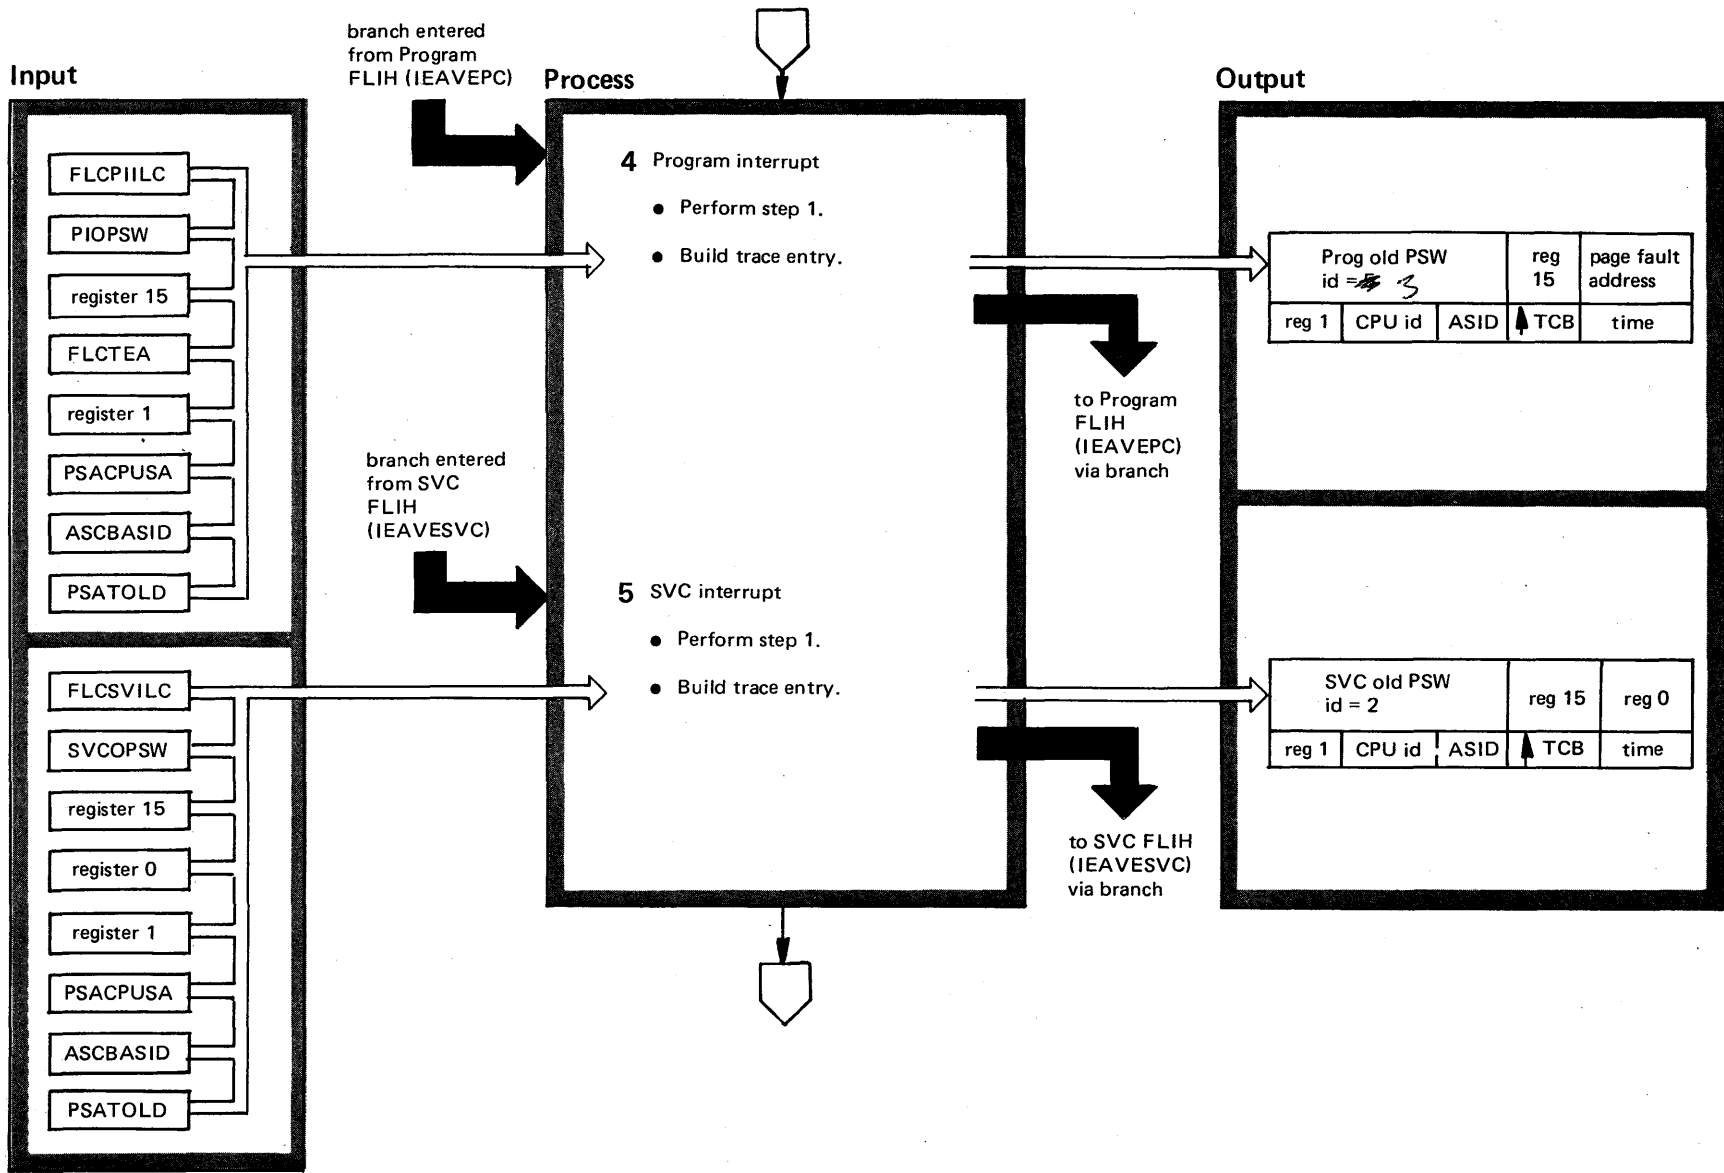 Input
FLCPIILC
PIOPSW
register 15
FLCTEA
register 1
PSACPUSA
ASCBASID
PSATOLD
FLCSVILC
SVCOPSW
register 15
register 0
register 1
PSACPUSA
ASCBASID
PSATOLD
branch entered
from Program
FLIH (IEAVEPC)
branch entered
from SVC
FLIH
(IEAVESVC)
Process
4 Program interrupt
• Perform step 1.
• Build trace entry.
5 SVC interrupt
• Perform step 1.
• Build trace entry.
to Program
FLIH
(IEAVEPC)
via branch
to SVC FLIH
(IEAVESVC)
via branch
Output
Prog old PSW
id = 3
reg
15
page fault
address
reg 1 CPU id ASID TCB time
SVC old PSW
id = 2
reg 15 reg 0
reg 1 CPU id ASID TCB time